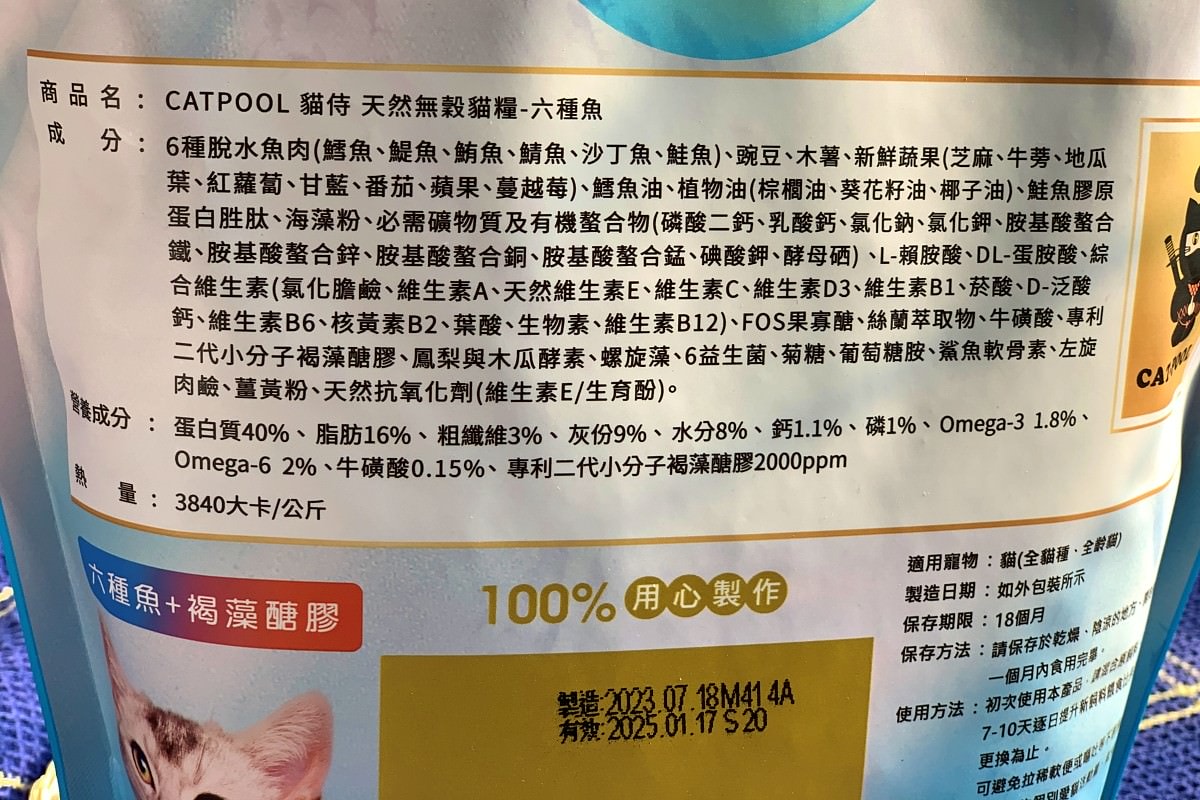 商品名：CATPOOL 貓侍 天然無穀貓糧-六種魚
成分：6種脫水魚肉(鱈魚、鯷魚、鮪魚、鯖魚、沙丁魚、鮭魚)、豌豆、木薯、新鮮蔬果(芝麻、牛蒡、地瓜
葉、紅蘿蔔、甘藍、番茄、蘋果、蔓越莓)、鱈魚油、植物油(棕櫚油、葵花籽油、椰子油)、鮭魚膠原
蛋白胜肽、海藻粉、必需礦物質及有機螯合物(磷酸二鈣、乳酸鈣、氯化鈉、氯化鉀、胺基酸螯合
鐵、胺基酸螯合鋅、胺基酸螯合銅、胺基酸螯合錳、碘酸鉀、酵母硒)、L-賴胺酸、DL-蛋胺酸、綜
合維生素(氯化膽鹼、維生素A、天然維生素E、維生素C、維生素D3、維生素B1、菸酸、D-泛酸
鈣、維生素B6、核黃素B2、葉酸、生物素、維生素B12)、FOS果寡醣、絲蘭萃取物、牛磺酸、專利
二代小分子褐藻醣膠、鳳梨與木瓜酵素、螺旋藻、6益生菌、菊糖、葡萄糖胺、鯊魚軟骨素、左旋
肉鹼、薑黃粉、天然抗氧化劑(維生素E/生育酚)。
營養成分：蛋白質40%、脂肪16%、粗纖維3%、灰份9%、水分8%、鈣1.1%、磷1%、Omega-3 1.8%、
Omega-6 2%、牛磺酸0.15%、專利二代小分子褐藻醣膠2000ppm
熱量：3840大卡/公斤
CATPOOL
六種魚+褐藻醣膠
100% 用心製作
製造:2023.07.18M41 4A
有效:2025.01.17 S 20
適用寵物：貓(全貓種、全齡貓)
製造日期：如外包裝所示
保存期限：18個月
保存方法：請保存於乾燥、陰涼的地方、
一個月內食用完畢。
使用方法：初次使用本產品，請混合
7-10天逐日提升新飼料餵食
更換為止。
可避免拉稀軟便或嘔吐